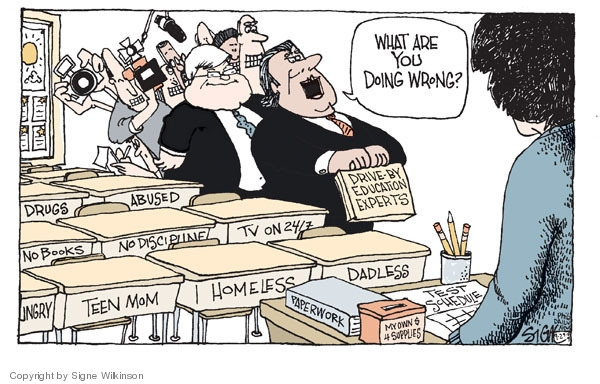 WHAT ARE
YOU
DOING WRONG?
DRIVE-BY
EDUCATION
EXPERTS
DRUGS
ABUSED
NO BOOKS
NO DISCIPLINE
TV ON 24/7
UNGRY
TEEN MOM
HOMELESS
DADLESS
PAPERWORK
MY OWN $
4 SUPPLIES
TEST
SCHEDULE
SIGNE
Copyright by Signe Wilkinson